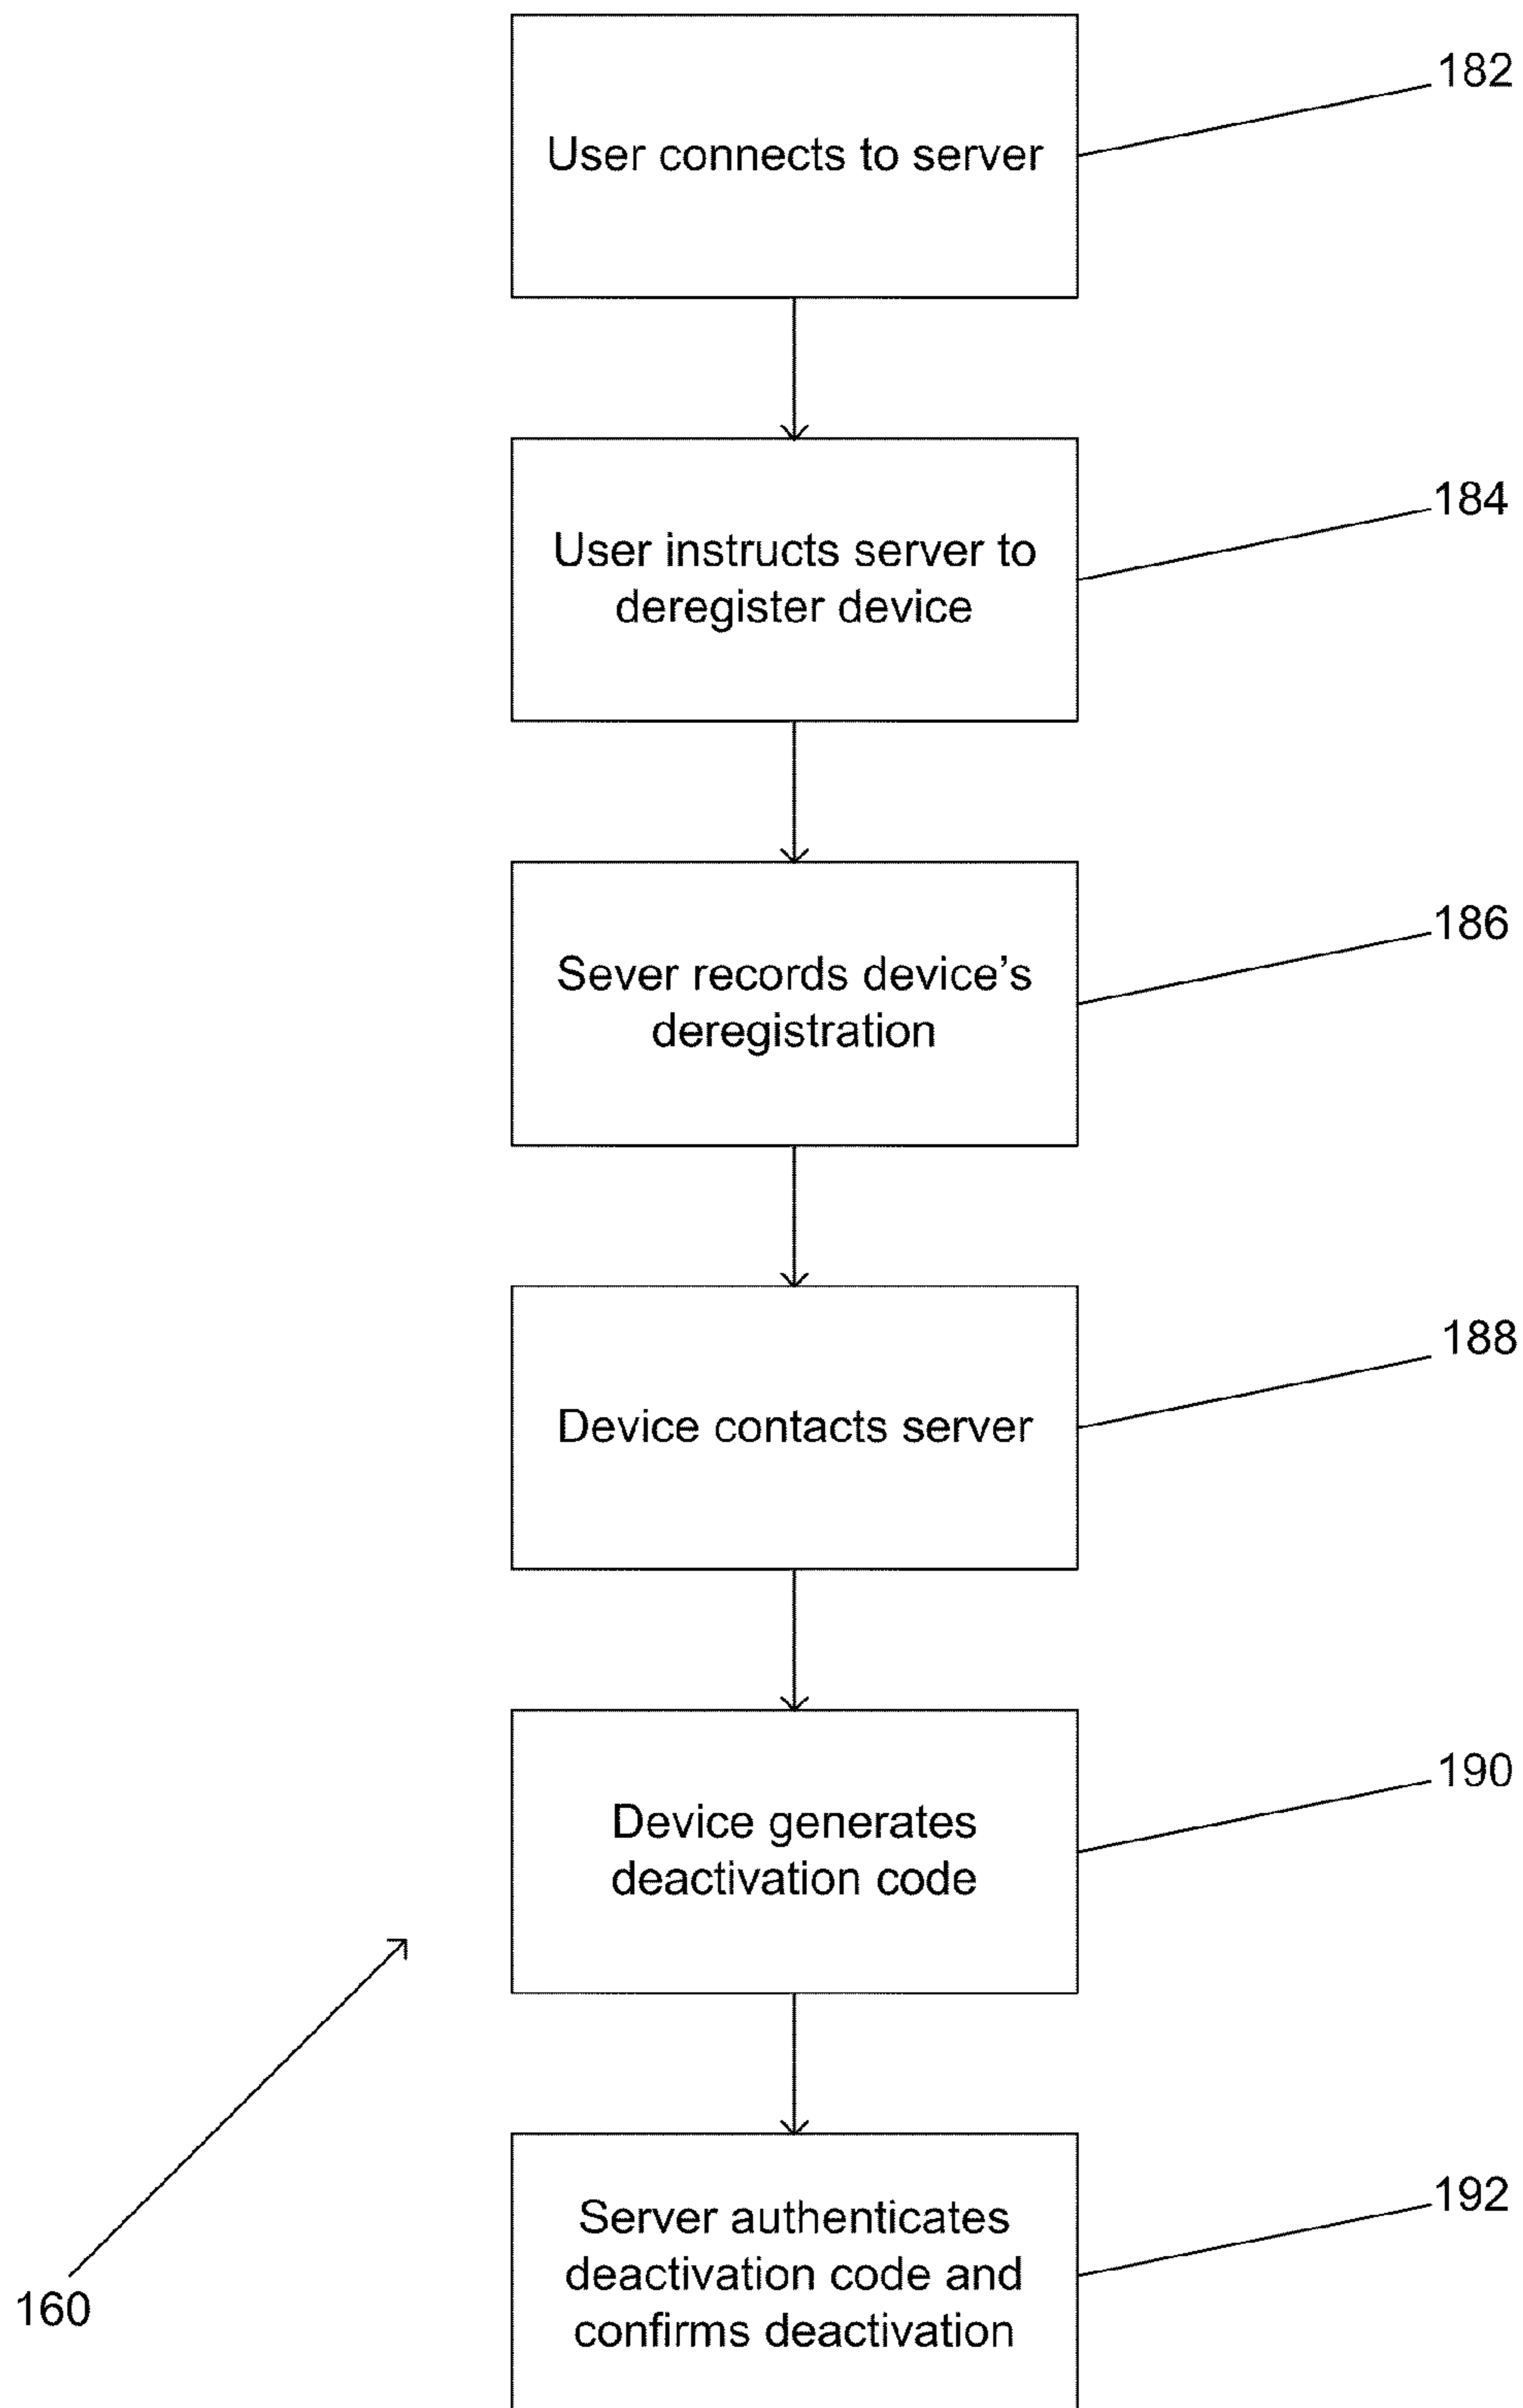 182
User connects to server
184
User instructs server to
deregister device
186
Sever records device’s
deregistration
188
Device contacts server
190
Device generates
deactivation code
192
Server authenticates
deactivation code and
confirms deactivation
160